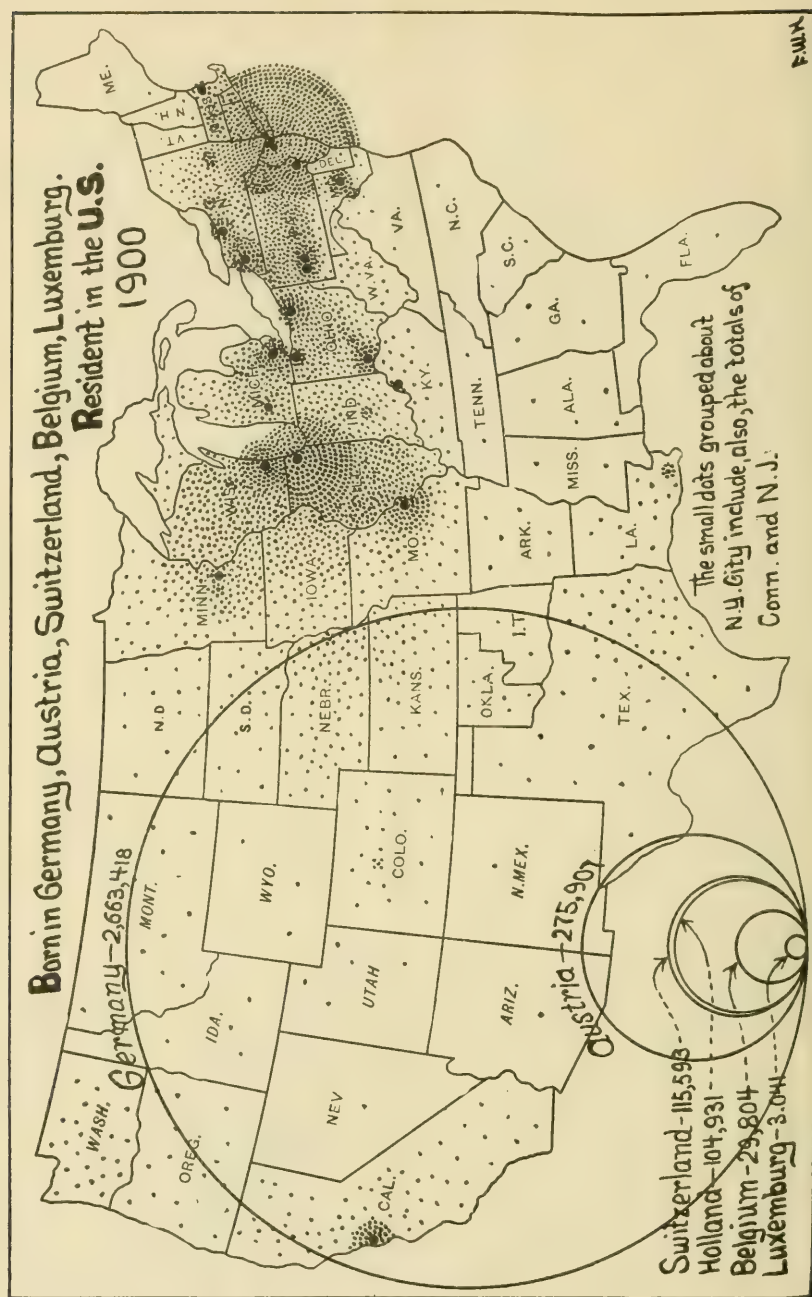 Born in Germany, Austria, Switzerland, Belgium, Luxemburg.
Resident in the U.S.
1900
Germany-2,663,418
WASH.
OREG.
CAL.
NEV
IDA.
MONT.
WYO.
UTAH
ARIZ.
COLO.
N.MEX.
N.D
S.D.
NEBR.
KANS.
OKLA.
I.T.
TEX.
MINN
IOWA
MO.
ARK.
LA.
WIS.
ILL.
MICH
IND.
OHIO
KY.
TENN.
MISS.
ALA.
GA.
FLA.
S.C.
N.C.
VA.
W.VA.
PA.
N.Y.
DEL.
VT.
N.H.
ME.
Austria-275,907
Switzerland-115,593
Holland-104,931
Belgium-29,804
Luxemburg-3.041
The small dots grouped about
N.Y. City include, also, the totals of
Conn. and N.J.
F.W.H